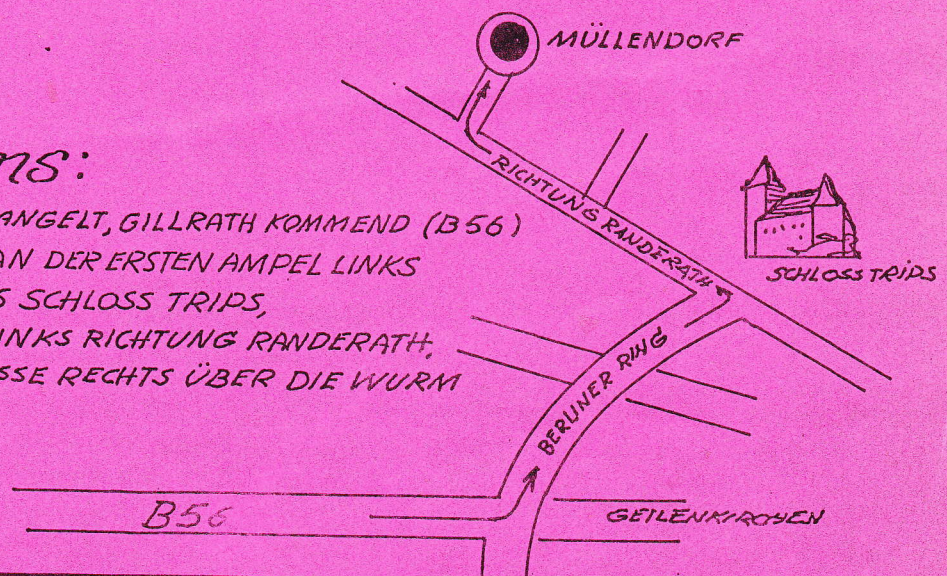 MÜLLENDORF
ns:
RICHTUNG RANDERATH
ANGELT, GILLRATH KOMMEND (B56)
AN DER ERSTEN AMPEL LINKS
SCHLOSS TRIPS
S SCHLOSS TRIPS,
INKS RICHTUNG RANDERATH,
SSE RECHTS ÜBER DIE WURM
BERLINER RING
B56
GEILENKIRCHEN